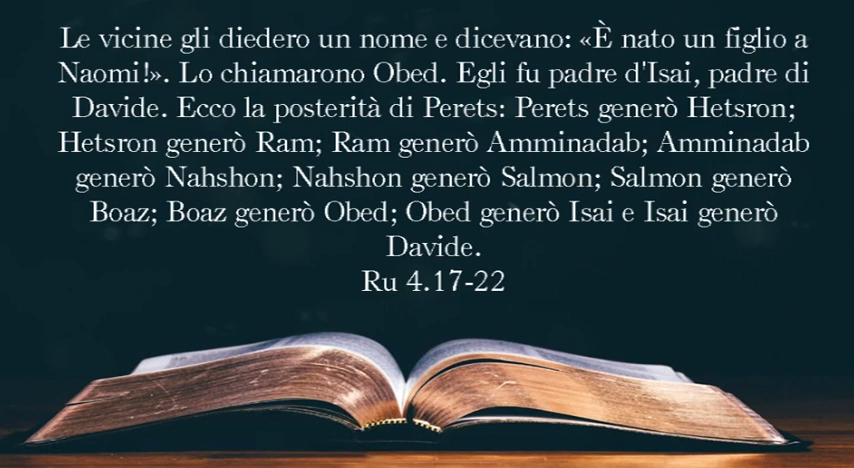 Le vicine gli diedero un nome e dicevano: «È nato un figlio a
Naomi!». Lo chiamarono Obed. Egli fu padre d'Isai, padre di
Davide. Ecco la posterità di Perets: Perets generò Hetsron;
Hetsron generò Ram; Ram generò Amminadab; Amminadab
generò Nahshon; Nahshon generò Salmon; Salmon generò
Boaz; Boaz generò Obed; Obed generò Isai e Isai generò
Davide.
Ru 4.17-22